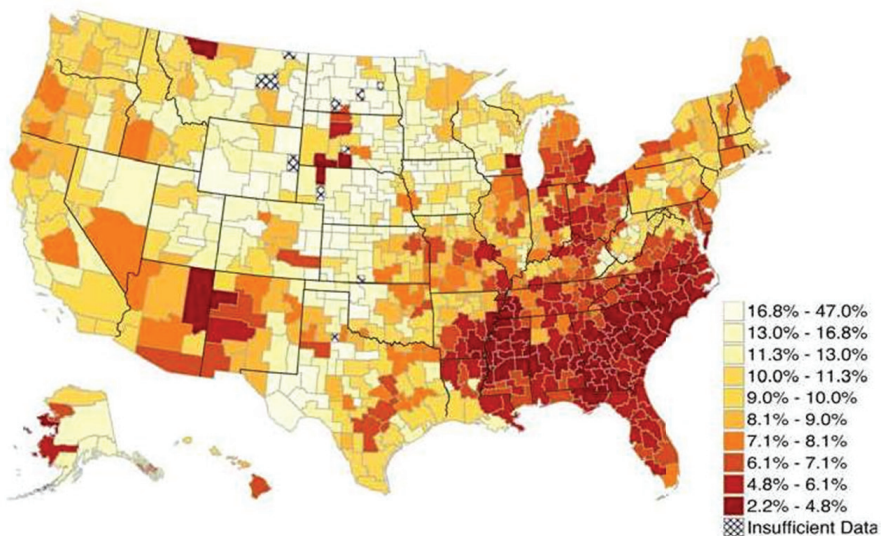 16.8% - 47.0%
13.0% - 16.8%
11.3% - 13.0%
10.0% - 11.3%
9.0% - 10.0%
8.1% - 9.0%
7.1% - 8.1%
6.1% - 7.1%
4.8% - 6.1%
2.2% - 4.8%
Insufficient Data